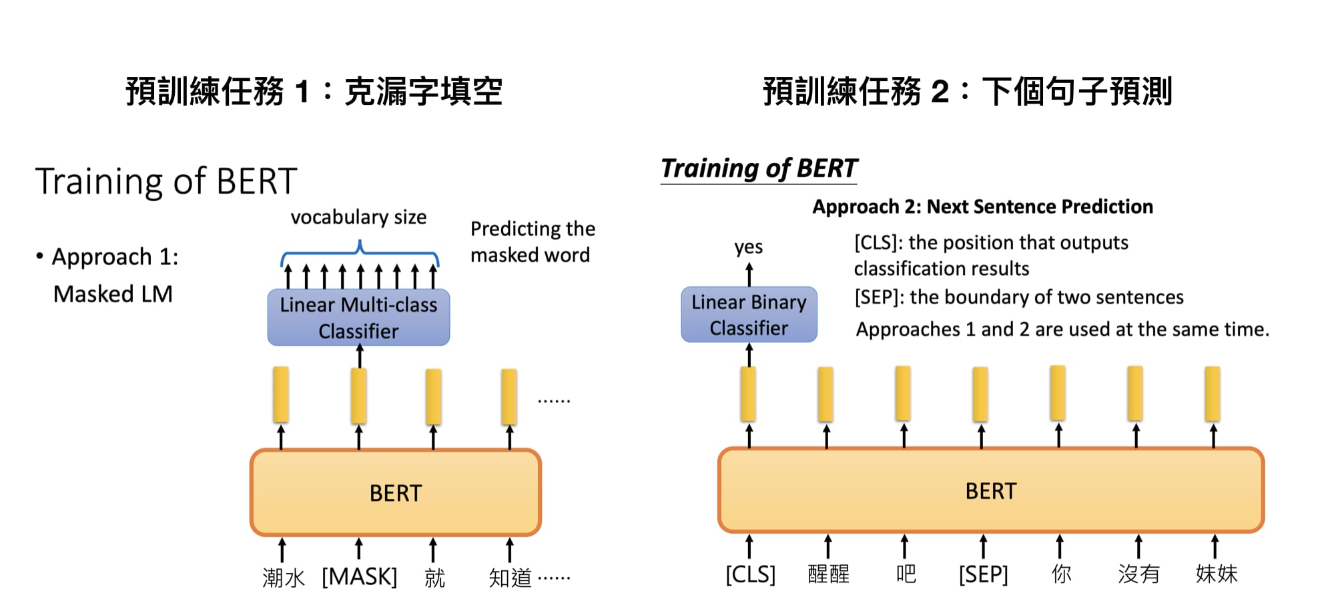 預訓練任務 1：克漏字填空
Training of BERT
• Approach 1:
Masked LM
vocabulary size
Predicting the
masked word
Linear Multi-class
Classifier
......
BERT
潮水 [MASK] 就 知道 ......
預訓練任務 2：下個句子預測
Training of BERT
Approach 2: Next Sentence Prediction
yes
[CLS]: the position that outputs
classification results
[SEP]: the boundary of two sentences
Approaches 1 and 2 are used at the same time.
Linear Binary
Classifier
BERT
[CLS] 醒醒 吧 [SEP] 你 沒有 妹妹